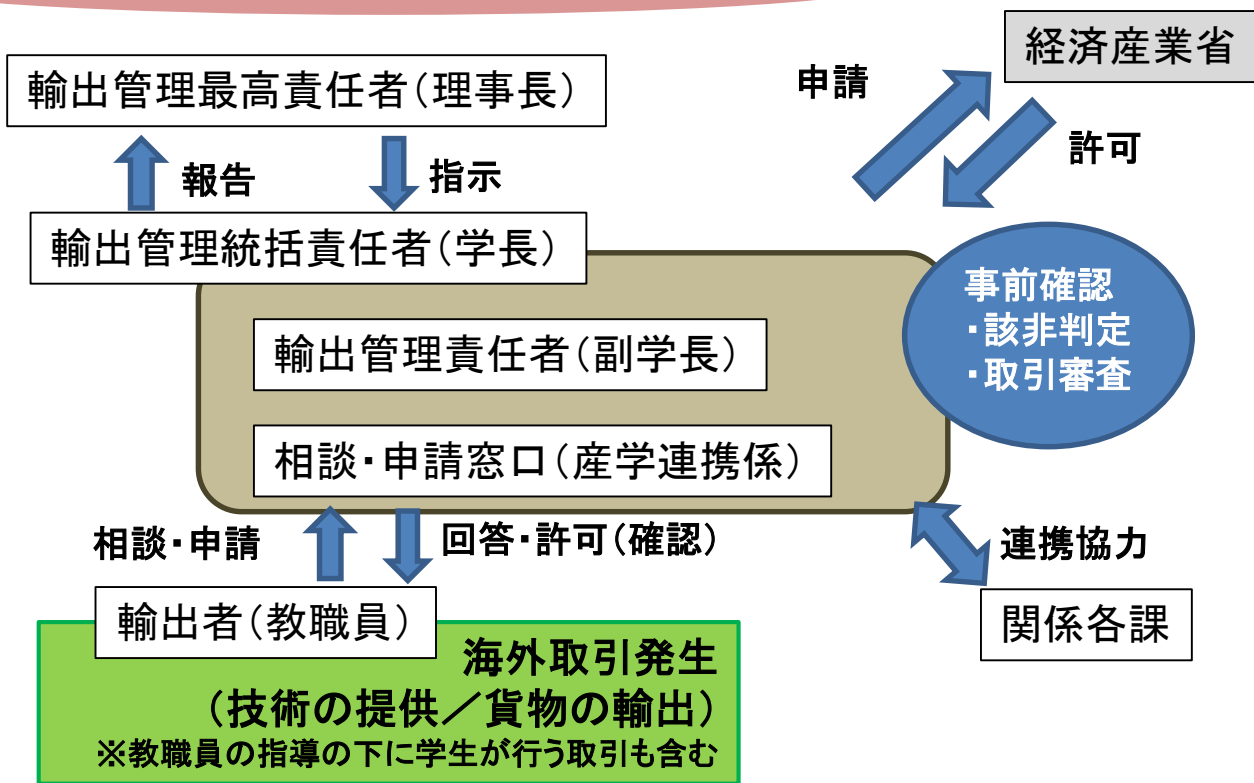 経済産業省
輸出管理最高責任者(理事長)
申請
許可
報告
指示
輸出管理統括責任者(学長)
事前確認
・該非判定
・取引審査
輸出管理責任者(副学長)
相談・申請窓口(産学連携係)
相談・申請
回答・許可(確認)
連携協力
輸出者(教職員)
関係各課
海外取引発生
(技術の提供／貨物の輸出)
※教職員の指導の下に学生が行う取引も含む